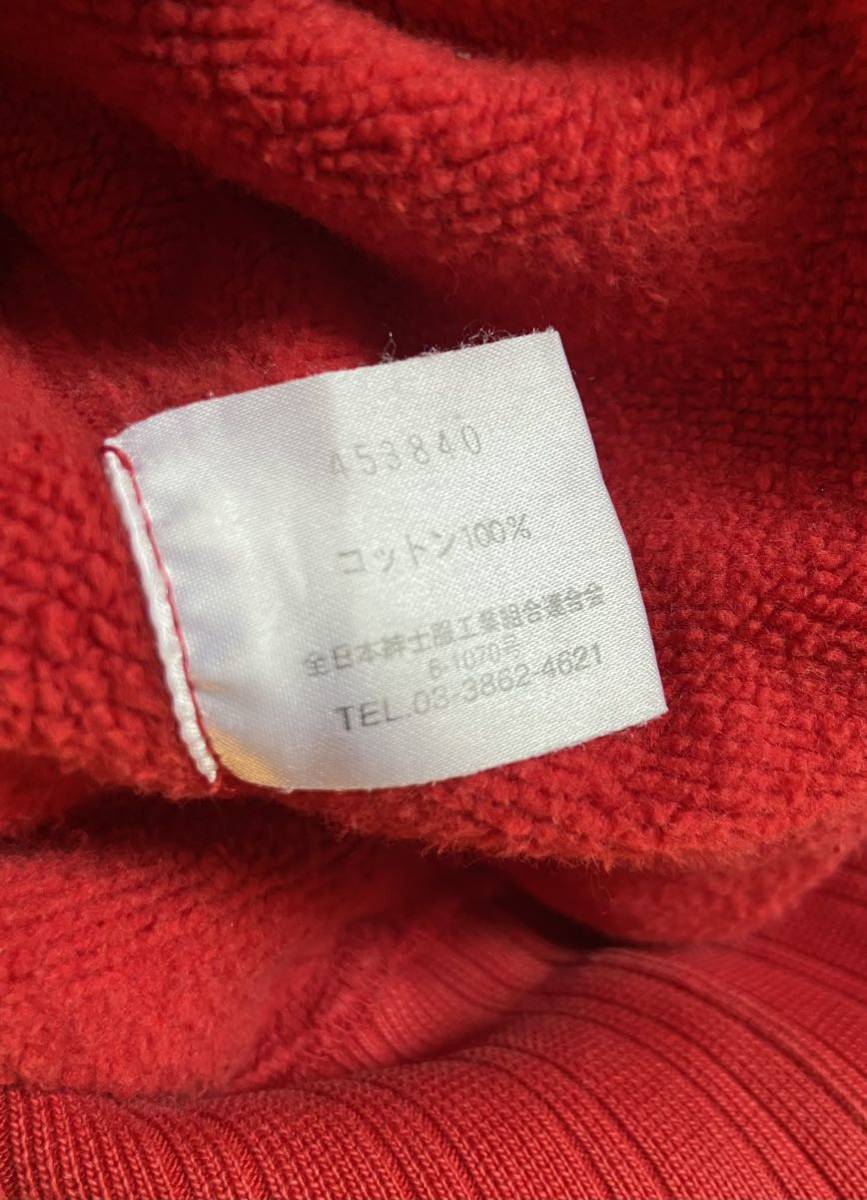 453840
コットン100%
全日本紳士服工業組合連合会
6-1070号
TEL.03-3862-4621